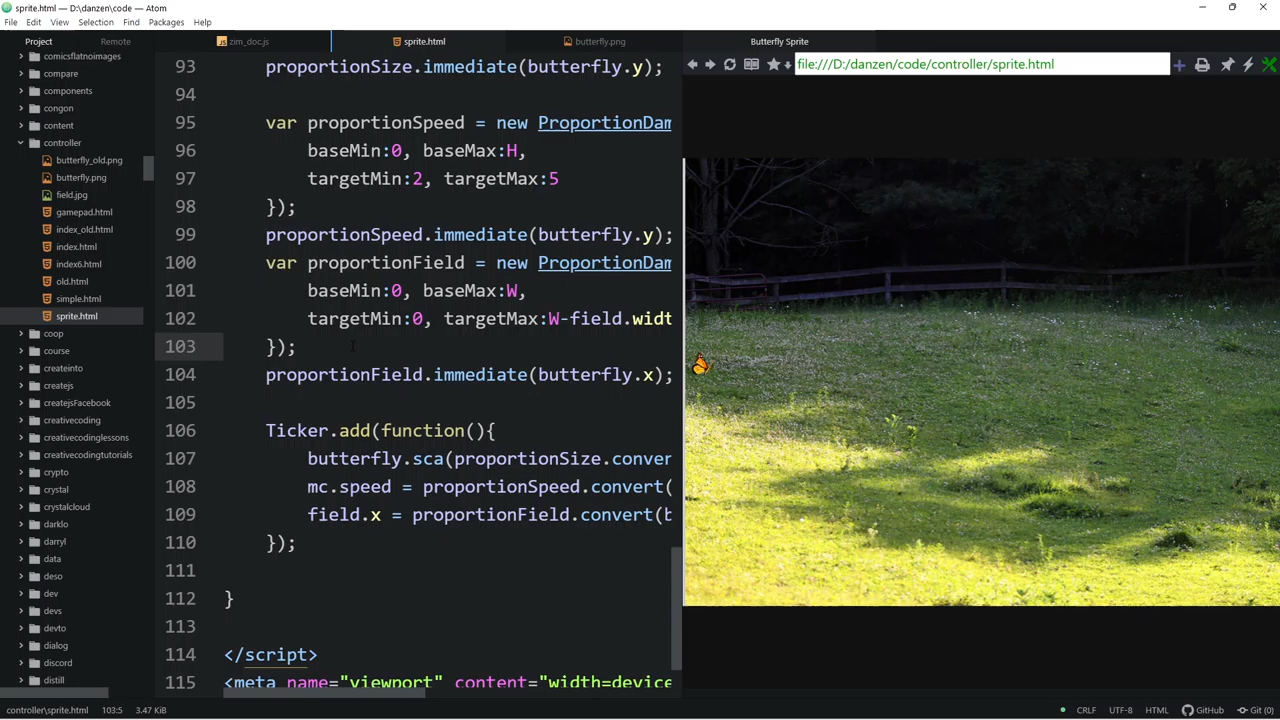 sprite.html — D:\danzen\code — Atom
File Edit View Selection Find Packages Help
Project Remote
zim_doc.js sprite.html butterfly.png Butterfly Sprite
file:///D:/danzen/code/controller/sprite.html
comicsflatnoimages
compare
components
congon
content
controller
butterfly_old.png
butterfly.png
field.jpg
gamepad.html
index_old.html
index.html
index6.html
old.html
simple.html
sprite.html
coop
course
createinto
createjs
createjsFacebook
creativecoding
creativecodinglessons
creativecodingtutorials
crypto
crystal
crystalcloud
darklo
darryl
data
deso
dev
devs
devto
dialog
discord
distill
93 proportionSize.immediate(butterfly.y);
94
95 var proportionSpeed = new ProportionDam
96 baseMin:0, baseMax:H,
97 targetMin:2, targetMax:5
98 });
99 proportionSpeed.immediate(butterfly.y);
100 var proportionField = new ProportionDam
101 baseMin:0, baseMax:W,
102 targetMin:0, targetMax:W-field.widt
103 });
104 proportionField.immediate(butterfly.x);
105
106 Ticker.add(function(){
107 butterfly.sca(proportionSize.conver
108 mc.speed = proportionSpeed.convert(
109 field.x = proportionField.convert(b
110 });
111
112 }
113
114 </script>
115 <meta name="viewport" content="width=device
controller\sprite.html 103:5 3.47 KiB CRLF UTF-8 HTML GitHub Git (0)